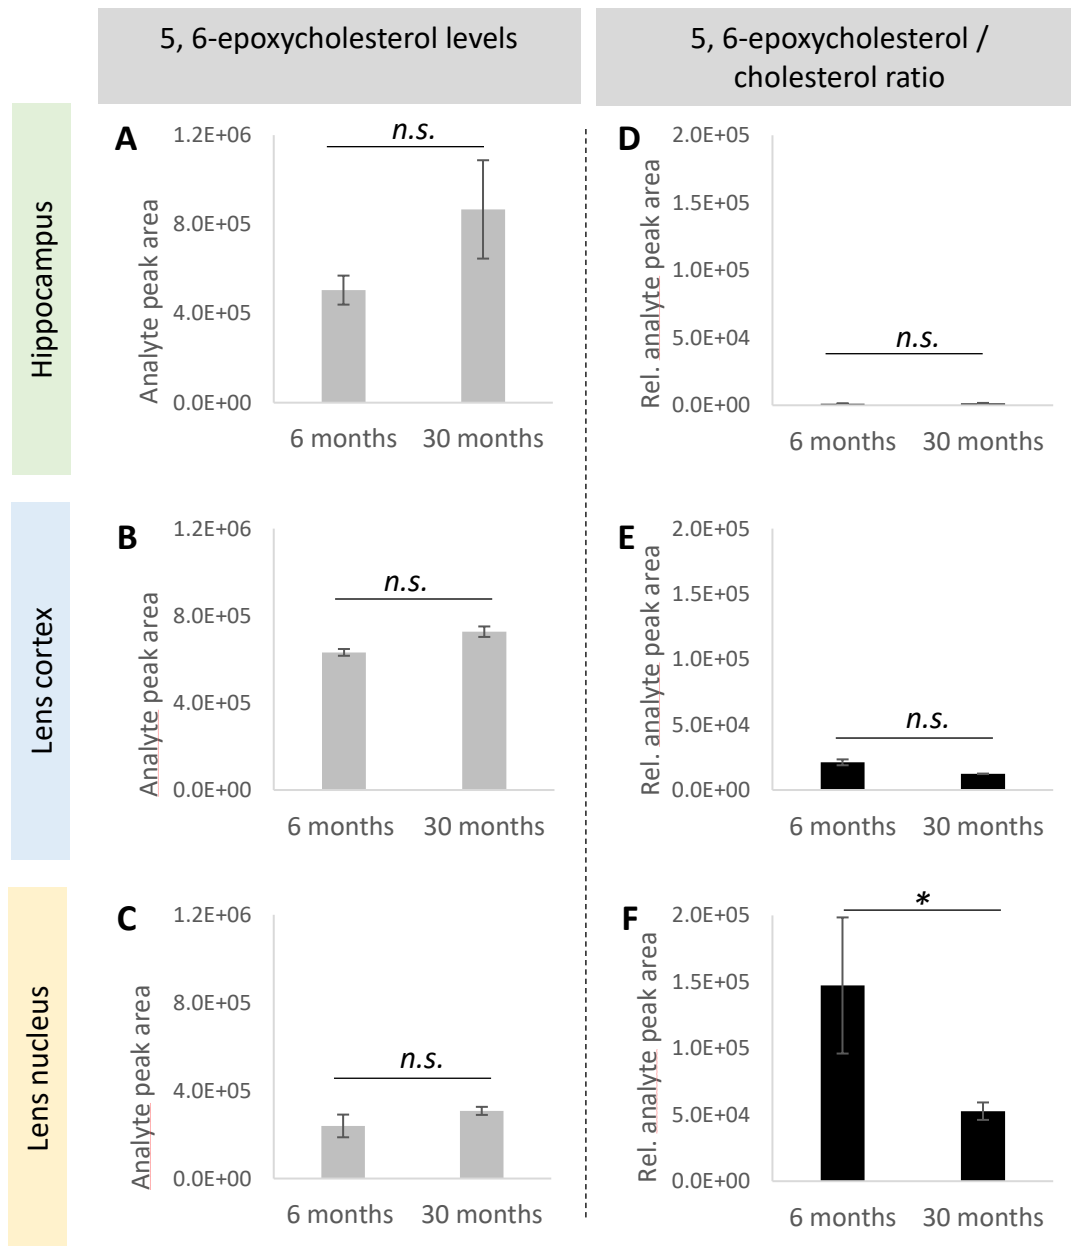 5, 6-epoxycholesterol levels
5, 6-epoxycholesterol /
cholesterol ratio
Hippocampus
A
Analyte peak area
1.2E+06
8.0E+05
4.0E+05
0.0E+00
n.s.
6 months
30 months
D
Rel. analyte peak area
2.0E+05
1.5E+05
1.0E+05
5.0E+04
0.0E+00
n.s.
6 months
30 months
Lens cortex
B
Analyte peak area
1.2E+06
8.0E+05
4.0E+05
0.0E+00
n.s.
6 months
30 months
E
Rel. analyte peak area
2.0E+05
1.5E+05
1.0E+05
5.0E+04
0.0E+00
n.s.
6 months
30 months
Lens nucleus
C
Analyte peak area
1.2E+06
8.0E+05
4.0E+05
0.0E+00
n.s.
6 months
30 months
F
Rel. analyte peak area
2.0E+05
1.5E+05
1.0E+05
5.0E+04
0.0E+00
*
6 months
30 months